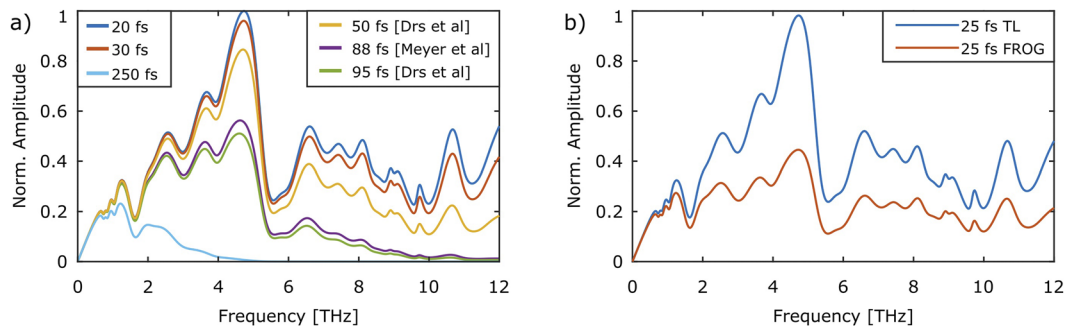 a)
20 fs
30 fs
250 fs
50 fs [Drs et al]
88 fs [Meyer et al]
95 fs [Drs et al]
Norm. Amplitude
1
0.8
0.6
0.4
0.2
0
0 2 4 6 8 10 12
Frequency [THz]
b)
25 fs TL
25 fs FROG
Norm. Amplitude
1
0.8
0.6
0.4
0.2
0
0 2 4 6 8 10 12
Frequency [THz]